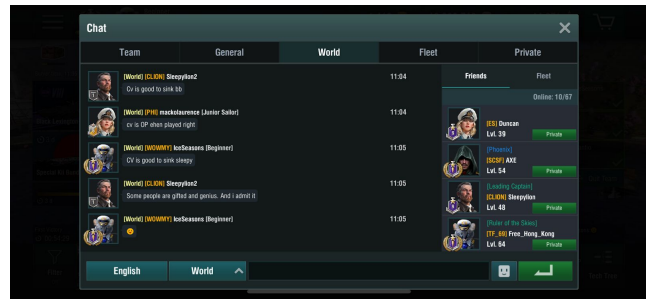 Chat
Team General World Fleet Private
[World] [CLION] Sleepylion2 11:04
Cv is good to sink bb
[World] [PHI] mackolaurence [Junior Sailor] 11:04
cv is OP ehen played right
[World] [WOWMY] IceSeasons [Beginner] 11:05
CV is good to sink sleepy
[World] [CLION] Sleepylion2 11:05
Some people are gifted and genius. And i admit it
[World] [WOWMY] IceSeasons [Beginner] 11:05
Friends Fleet
Online: 10/67
[ES] Duncan
Lvl. 39 Private
[Phoenix]
[SCSF] AXE
Lvl. 54 Private
[Leading Captain]
[CLION] Sleepylion
Lvl. 48 Private
[Ruler of the Skies]
[TF_69] Free_Hong_Kong
Lvl. 64 Private
English World